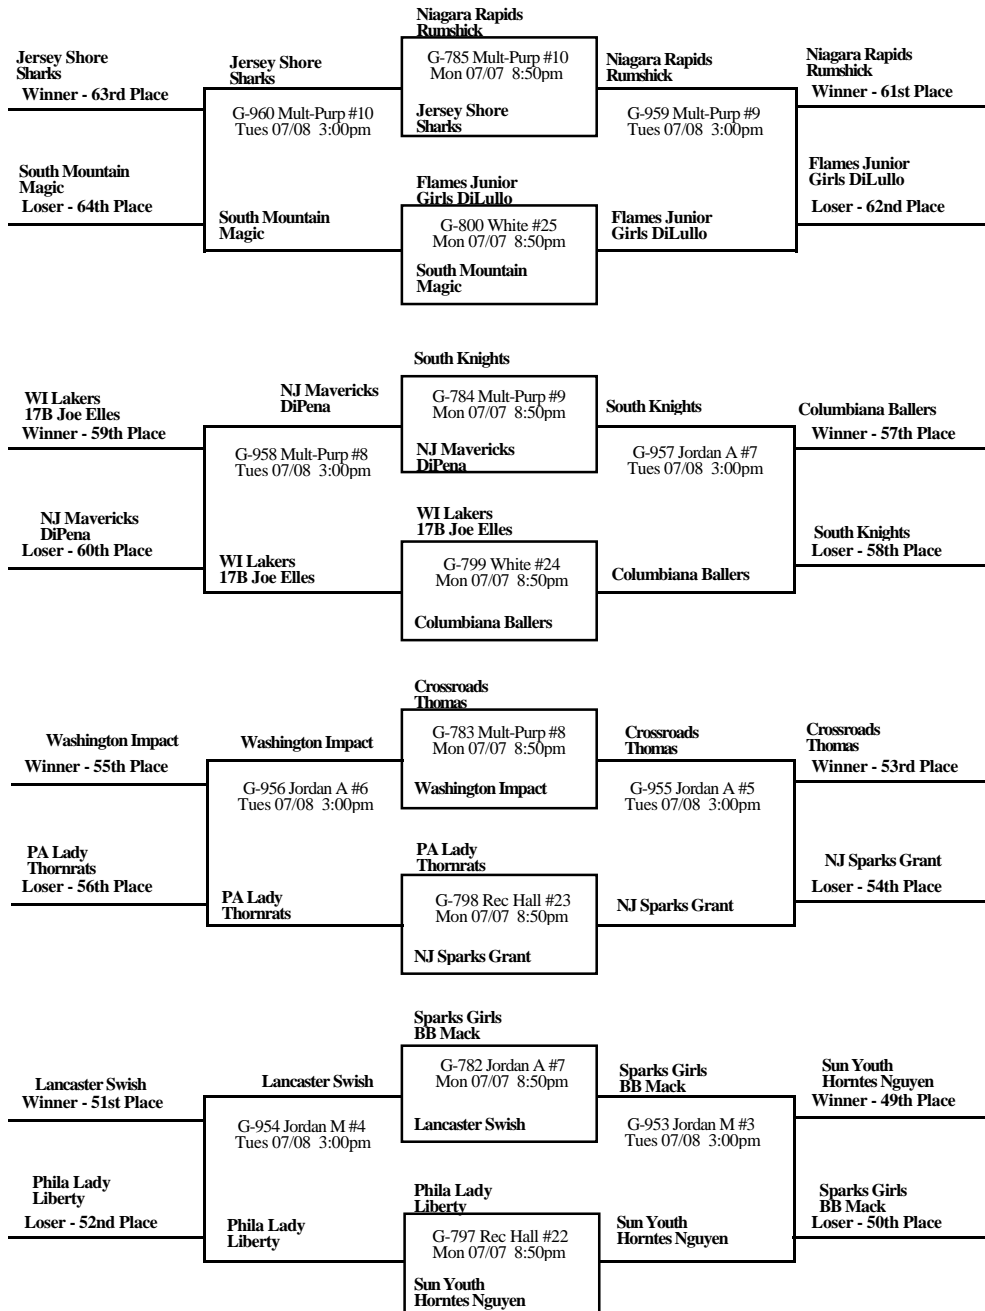 Niagara Rapids
Rumshick
Jersey Shore
Sharks
Winner - 63rd Place
Jersey Shore
Sharks
G-785 Mult-Purp #10
Mon 07/07  8:50pm
Niagara Rapids
Rumshick
Niagara Rapids
Rumshick
Winner - 61st Place
G-960 Mult-Purp #10
Tues 07/08  3:00pm
Jersey Shore
Sharks
G-959 Mult-Purp #9
Tues 07/08  3:00pm
South Mountain
Magic
Loser - 64th Place
South Mountain
Magic
Flames Junior
Girls DiLullo
G-800 White #25
Mon 07/07  8:50pm
South Mountain
Magic
Flames Junior
Girls DiLullo
Flames Junior
Girls DiLullo
Loser - 62nd Place
South Knights
WI Lakers
17B Joe Elles
Winner - 59th Place
NJ Mavericks
DiPena
G-784 Mult-Purp #9
Mon 07/07  8:50pm
South Knights
Columbiana Ballers
Winner - 57th Place
G-958 Mult-Purp #8
Tues 07/08  3:00pm
NJ Mavericks
DiPena
G-957 Jordan A #7
Tues 07/08  3:00pm
NJ Mavericks
DiPena
Loser - 60th Place
WI Lakers
17B Joe Elles
WI Lakers
17B Joe Elles
G-799 White #24
Mon 07/07  8:50pm
Columbiana Ballers
Columbiana Ballers
South Knights
Loser - 58th Place
Crossroads
Thomas
Washington Impact
Winner - 55th Place
Washington Impact
G-783 Mult-Purp #8
Mon 07/07  8:50pm
Crossroads
Thomas
Crossroads
Thomas
Winner - 53rd Place
G-956 Jordan A #6
Tues 07/08  3:00pm
Washington Impact
G-955 Jordan A #5
Tues 07/08  3:00pm
PA Lady
Thornrats
Loser - 56th Place
PA Lady
Thornrats
PA Lady
Thornrats
G-798 Rec Hall #23
Mon 07/07  8:50pm
NJ Sparks Grant
NJ Sparks Grant
NJ Sparks Grant
Loser - 54th Place
Sparks Girls
BB Mack
Lancaster Swish
Winner - 51st Place
Lancaster Swish
G-782 Jordan A #7
Mon 07/07  8:50pm
Sparks Girls
BB Mack
Sun Youth
Horntes Nguyen
Winner - 49th Place
G-954 Jordan M #4
Tues 07/08  3:00pm
Lancaster Swish
G-953 Jordan M #3
Tues 07/08  3:00pm
Phila Lady
Liberty
Loser - 52nd Place
Phila Lady
Liberty
Phila Lady
Liberty
G-797 Rec Hall #22
Mon 07/07  8:50pm
Sun Youth
Horntes Nguyen
Sun Youth
Horntes Nguyen
Sparks Girls
BB Mack
Loser - 50th Place